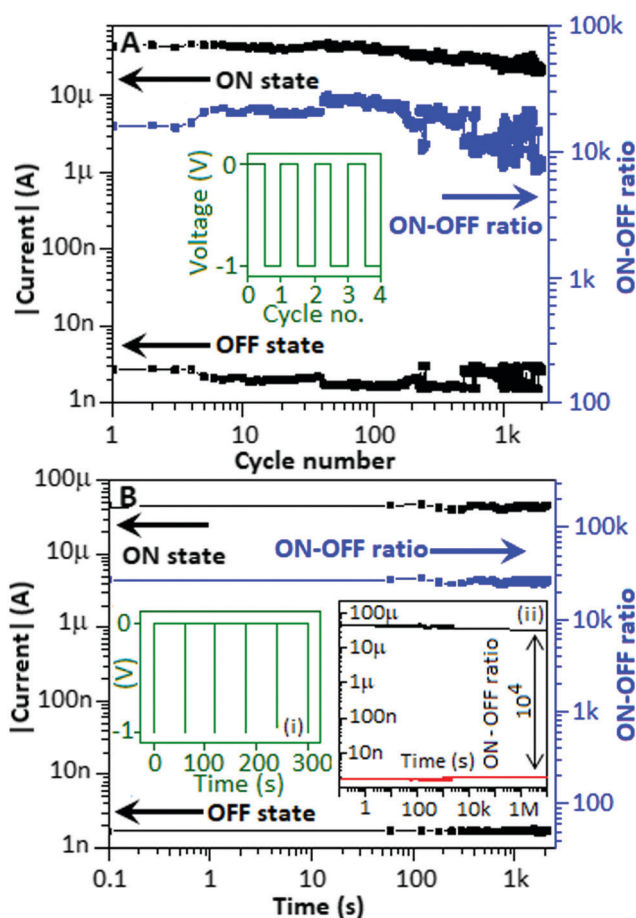 A
ON state
ON-OFF ratio
OFF state
100k
10k
1k
100
ON-OFF ratio
10µ
1µ
100n
10n
1n
|Current| (A)
Voltage (V)
0
-1
0 1 2 3 4
Cycle no.
1 10 100 1k
Cycle number
B
ON state
ON-OFF ratio
OFF state
100µ
10µ
1µ
100n
10n
1n
|Current| (A)
100k
10k
1k
100
ON-OFF ratio
(V)
0
-1
(i)
0 100 200 300
Time (s)
(ii)
100µ
10µ
1µ
100n
10n
ON - OFF ratio
10⁴
Time (s)
1 100 10k 1M
0.1 1 10 100 1k
Time (s)